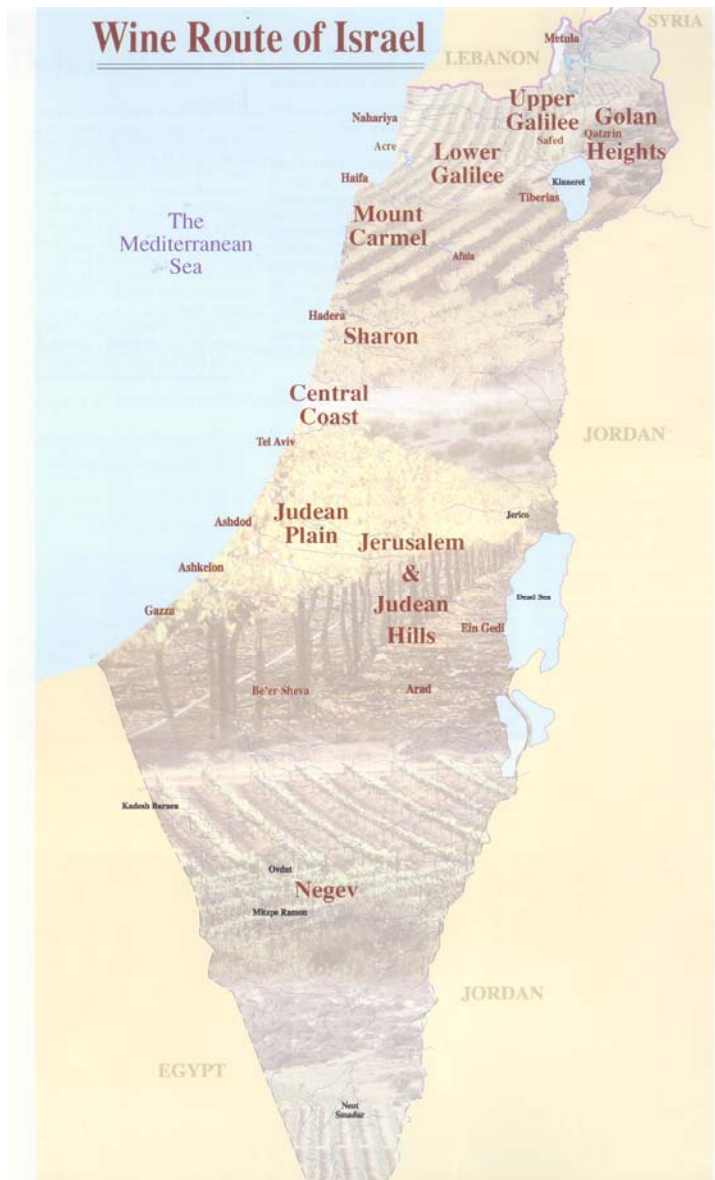 Wine Route of Israel
SYRIA
LEBANON
Metula
Upper
Galilee
Golan
Heights
Safed
Qatzrin
Nahariya
Acre
Lower
Galilee
Haifa
Kinneret
Tiberias
Mount
Carmel
The
Mediterranean
Sea
Afula
Hadera
Sharon
Central
Coast
JORDAN
Tel Aviv
Judean
Plain
Ashdod
Jerico
Jerusalem
&
Judean
Hills
Ashkelon
Dead Sea
Gazza
Ein Gedi
Be'er Sheva
Arad
Kadesh Barnea
Ovdat
Negev
Mitzpe Ramon
JORDAN
EGYPT
Neot
Smadar